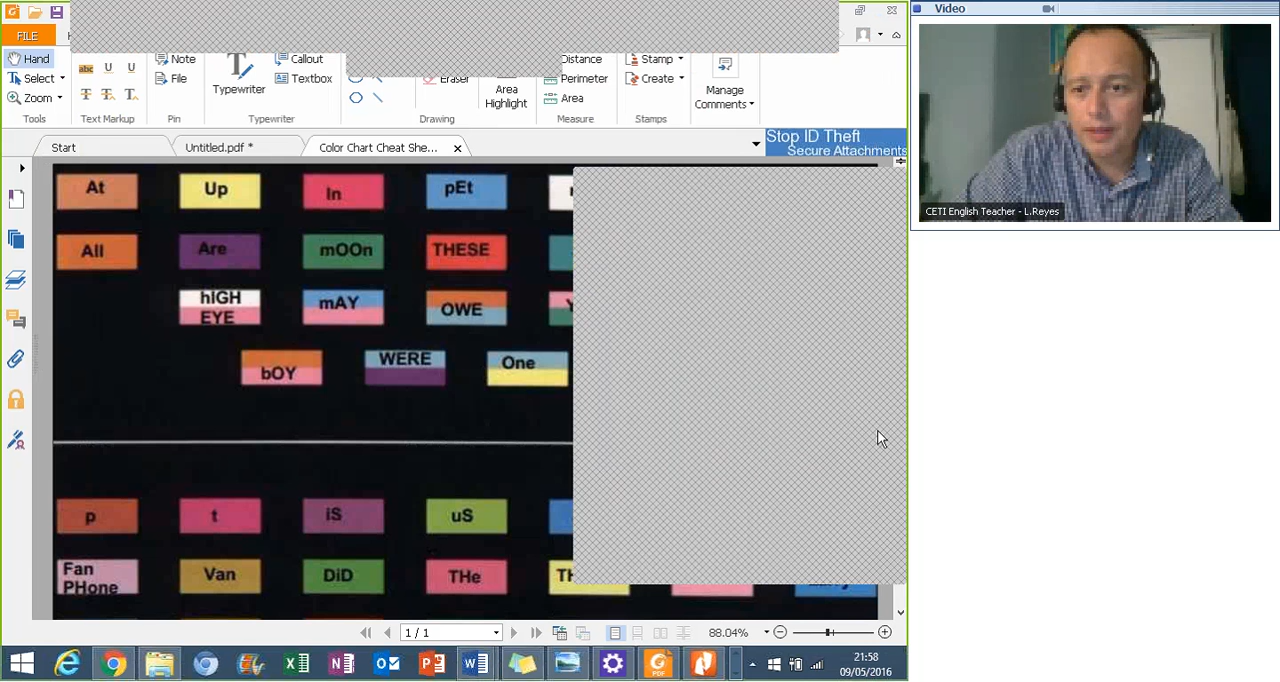 Video
FILE
Hand
Select
Zoom
Tools
abc U U
T T T
Text Markup
Note
File
Pin
Typewriter
Callout
Textbox
Typewriter
Eraser
Area
Highlight
Drawing
Distance
Perimeter
Area
Measure
Stamp
Create
Stamps
Manage
Comments
Start
Untitled.pdf *
Color Chart Cheat She...
Stop ID Theft
Secure Attachments
CETI English Teacher - L.Reyes
At Up In pEt
All Are mOOn THESE
hIGH
EYE
mAY
OWE
bOY WERE One
p t iS uS
Fan
PHone
Van DiD THe
1 / 1
88.04%
21:58
09/05/2016